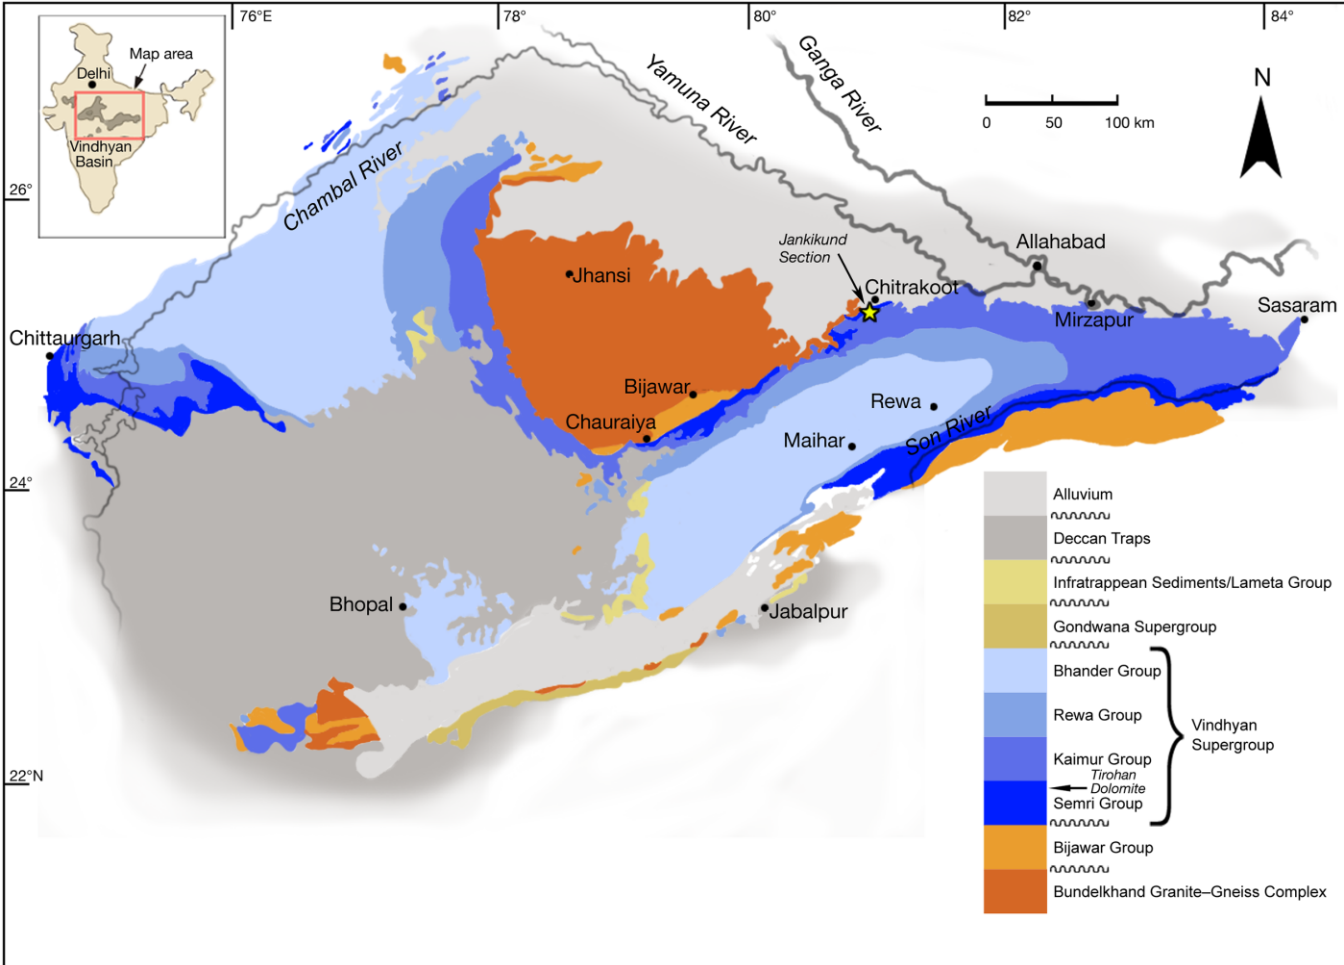 76°E
78°
80°
82°
84°
26°
24°
22°N
Map area
Delhi
Vindhyan
Basin
Chambal River
Yamuna River
Ganga River
0 50 100 km
N
Jankikund
Section
Chitrakoot
Allahabad
Mirzapur
Sasaram
Jhansi
Chittaurgarh
Bijawar
Chauraiya
Rewa
Maihar
Son River
Bhopal
Jabalpur
Alluvium
Deccan Traps
Infratrappean Sediments/Lameta Group
Gondwana Supergroup
Bhander Group
Rewa Group
Kaimur Group
Tirohan
Dolomite
Semri Group
Vindhyan
Supergroup
Bijawar Group
Bundelkhand Granite–Gneiss Complex